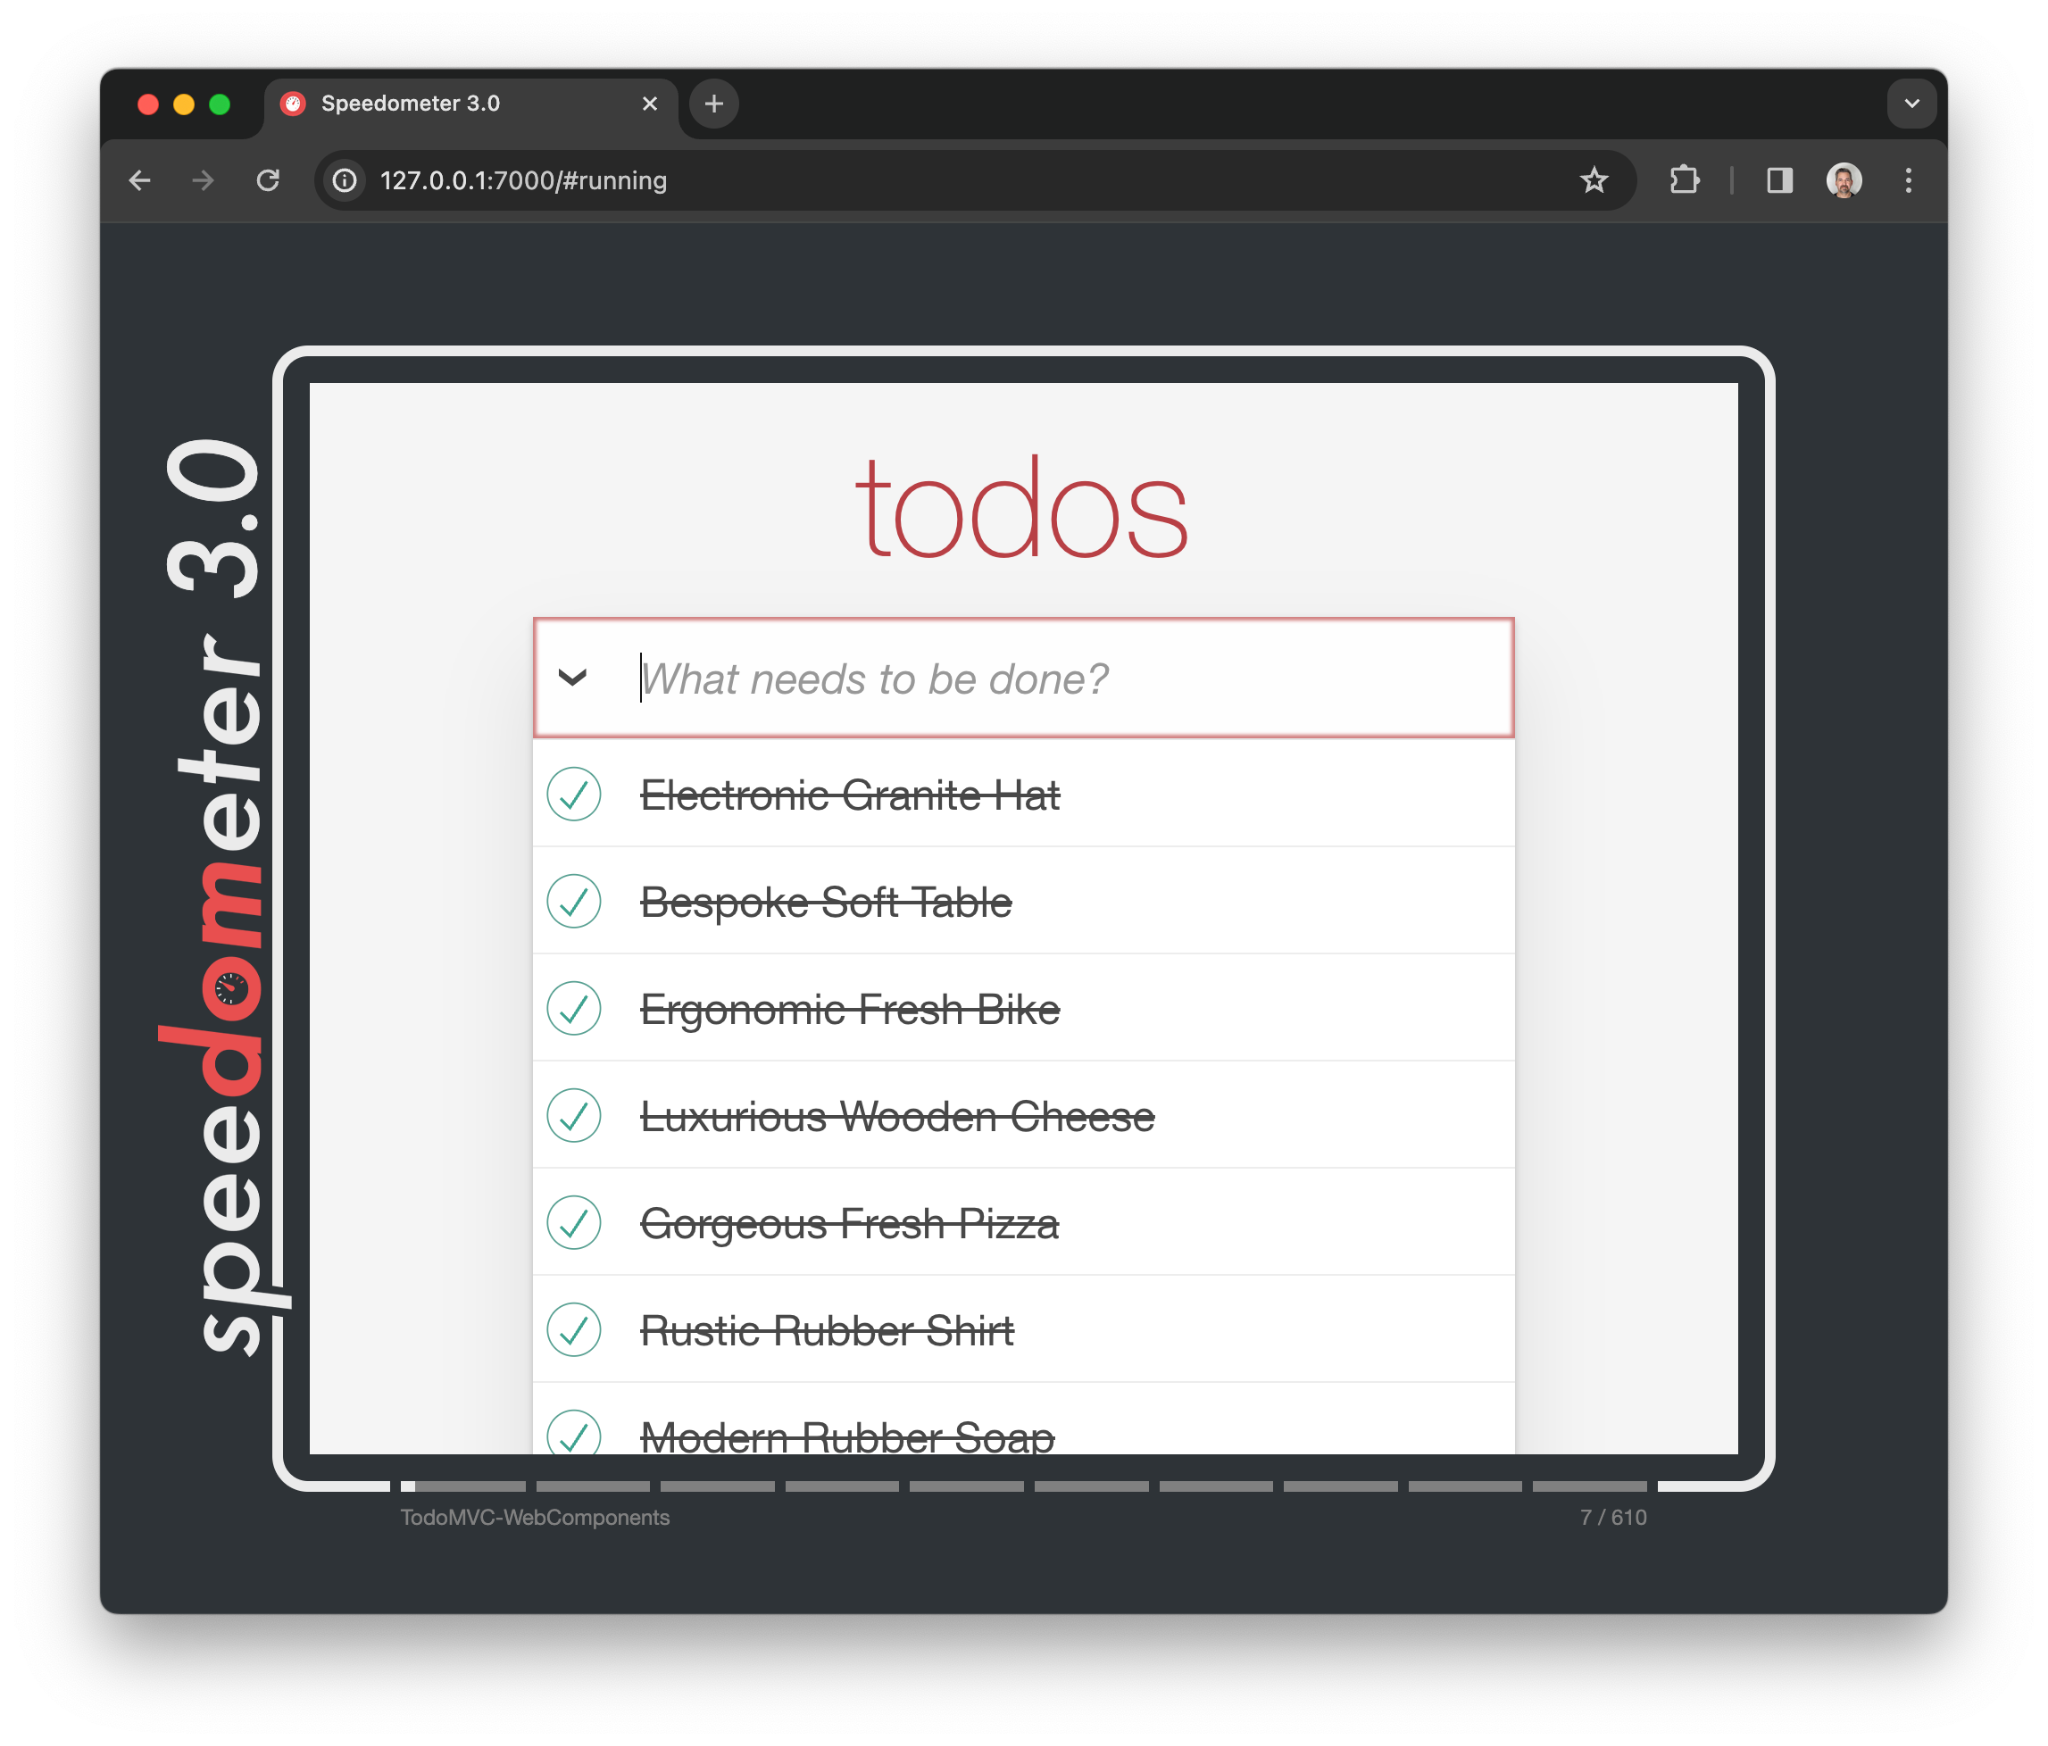 Speedometer 3.0
127.0.0.1:7000/#running
speedometer 3.0
todos
What needs to be done?
Electronic Granite Hat
Bespoke Soft Table
Ergonomic Fresh Bike
Luxurious Wooden Cheese
Gorgeous Fresh Pizza
Rustic Rubber Shirt
Modern Rubber Soap
TodoMVC-WebComponents
7 / 610